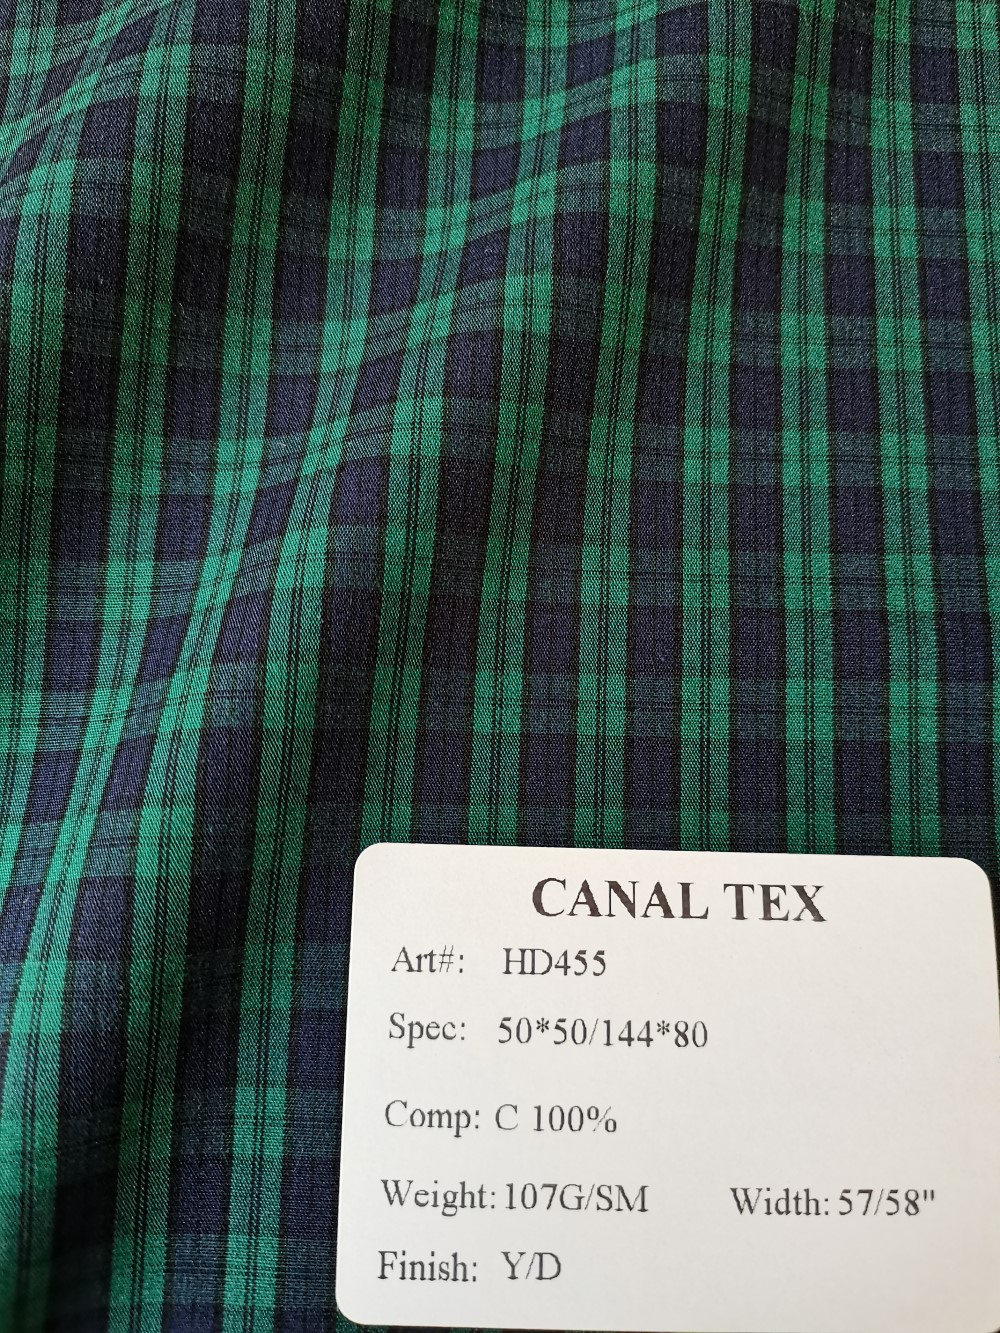 CANAL TEX
Art#: HD455
Spec: 50*50/144*80
Comp: C 100%
Weight: 107G/SM Width: 57/58"
Finish: Y/D